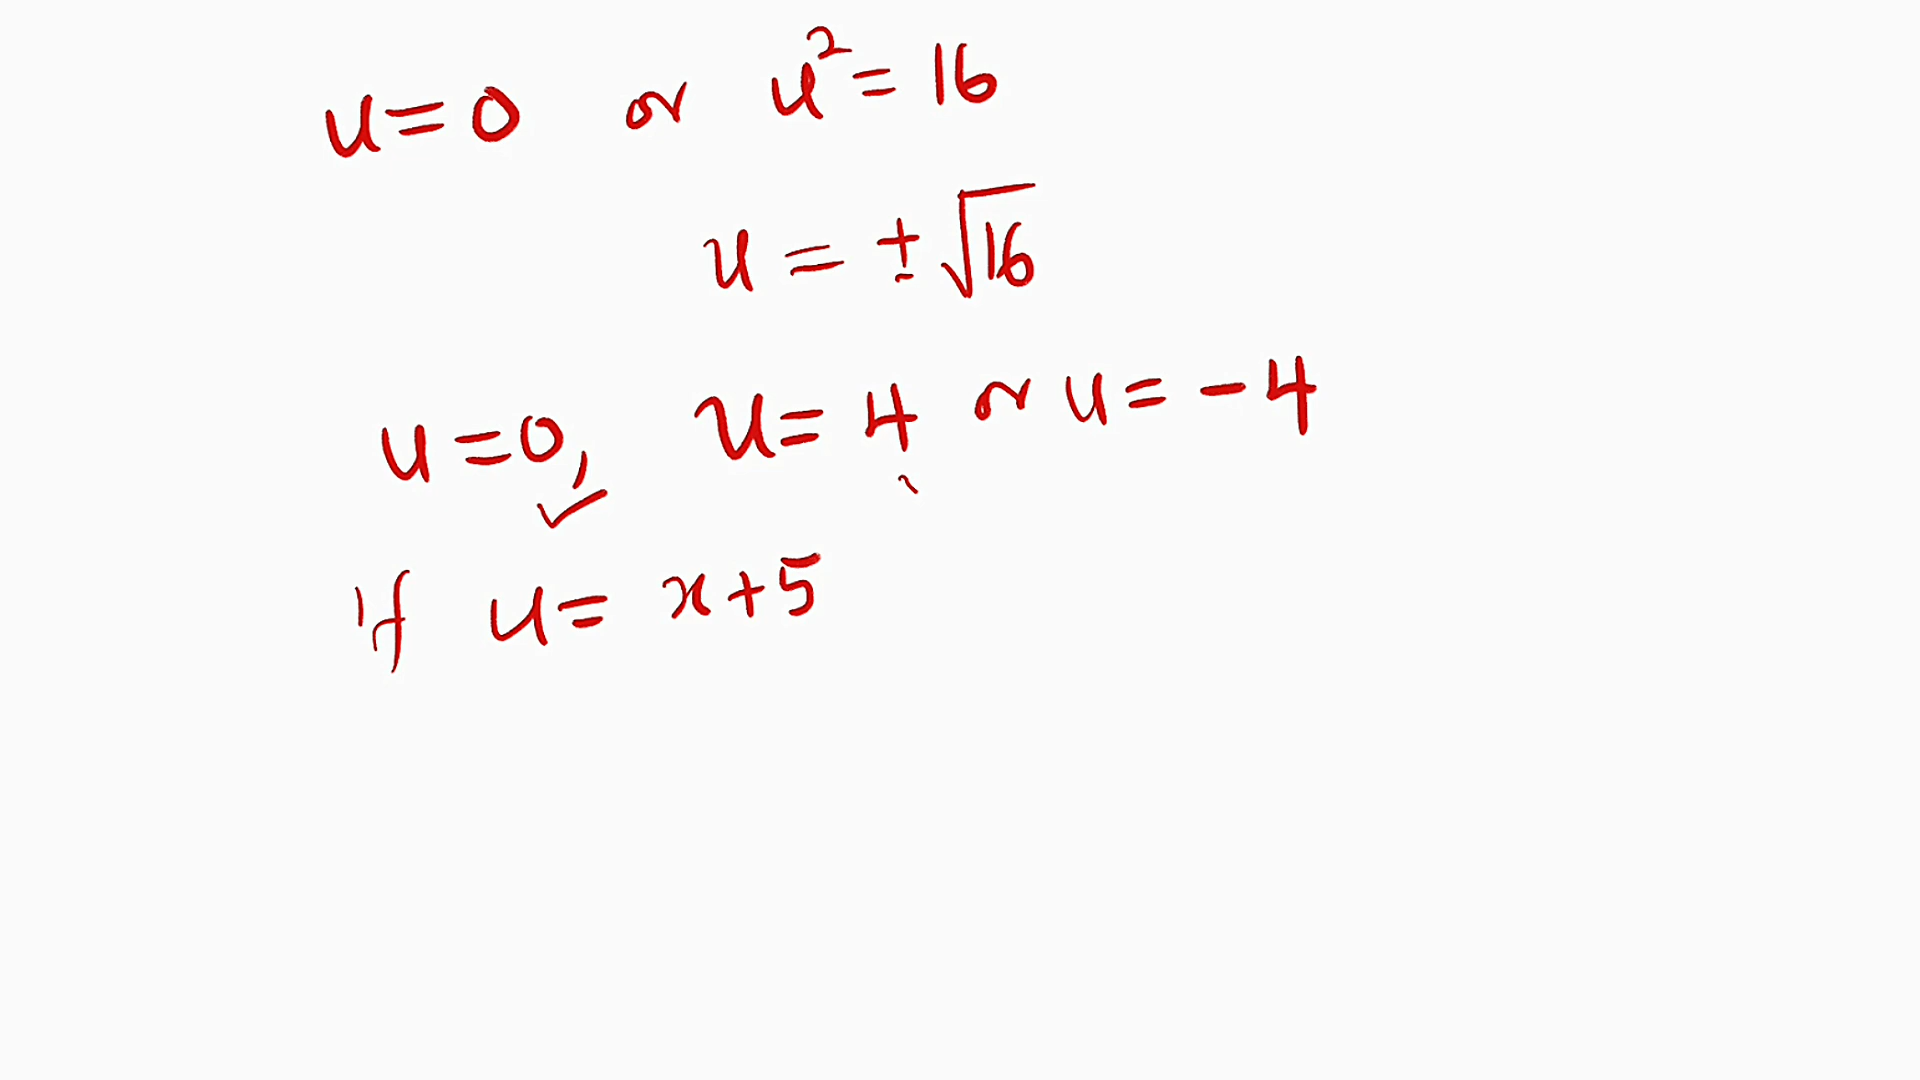 u=0 or u²= 16
u = ±√16
u=0, u= 4 or u= -4
If u= x+5